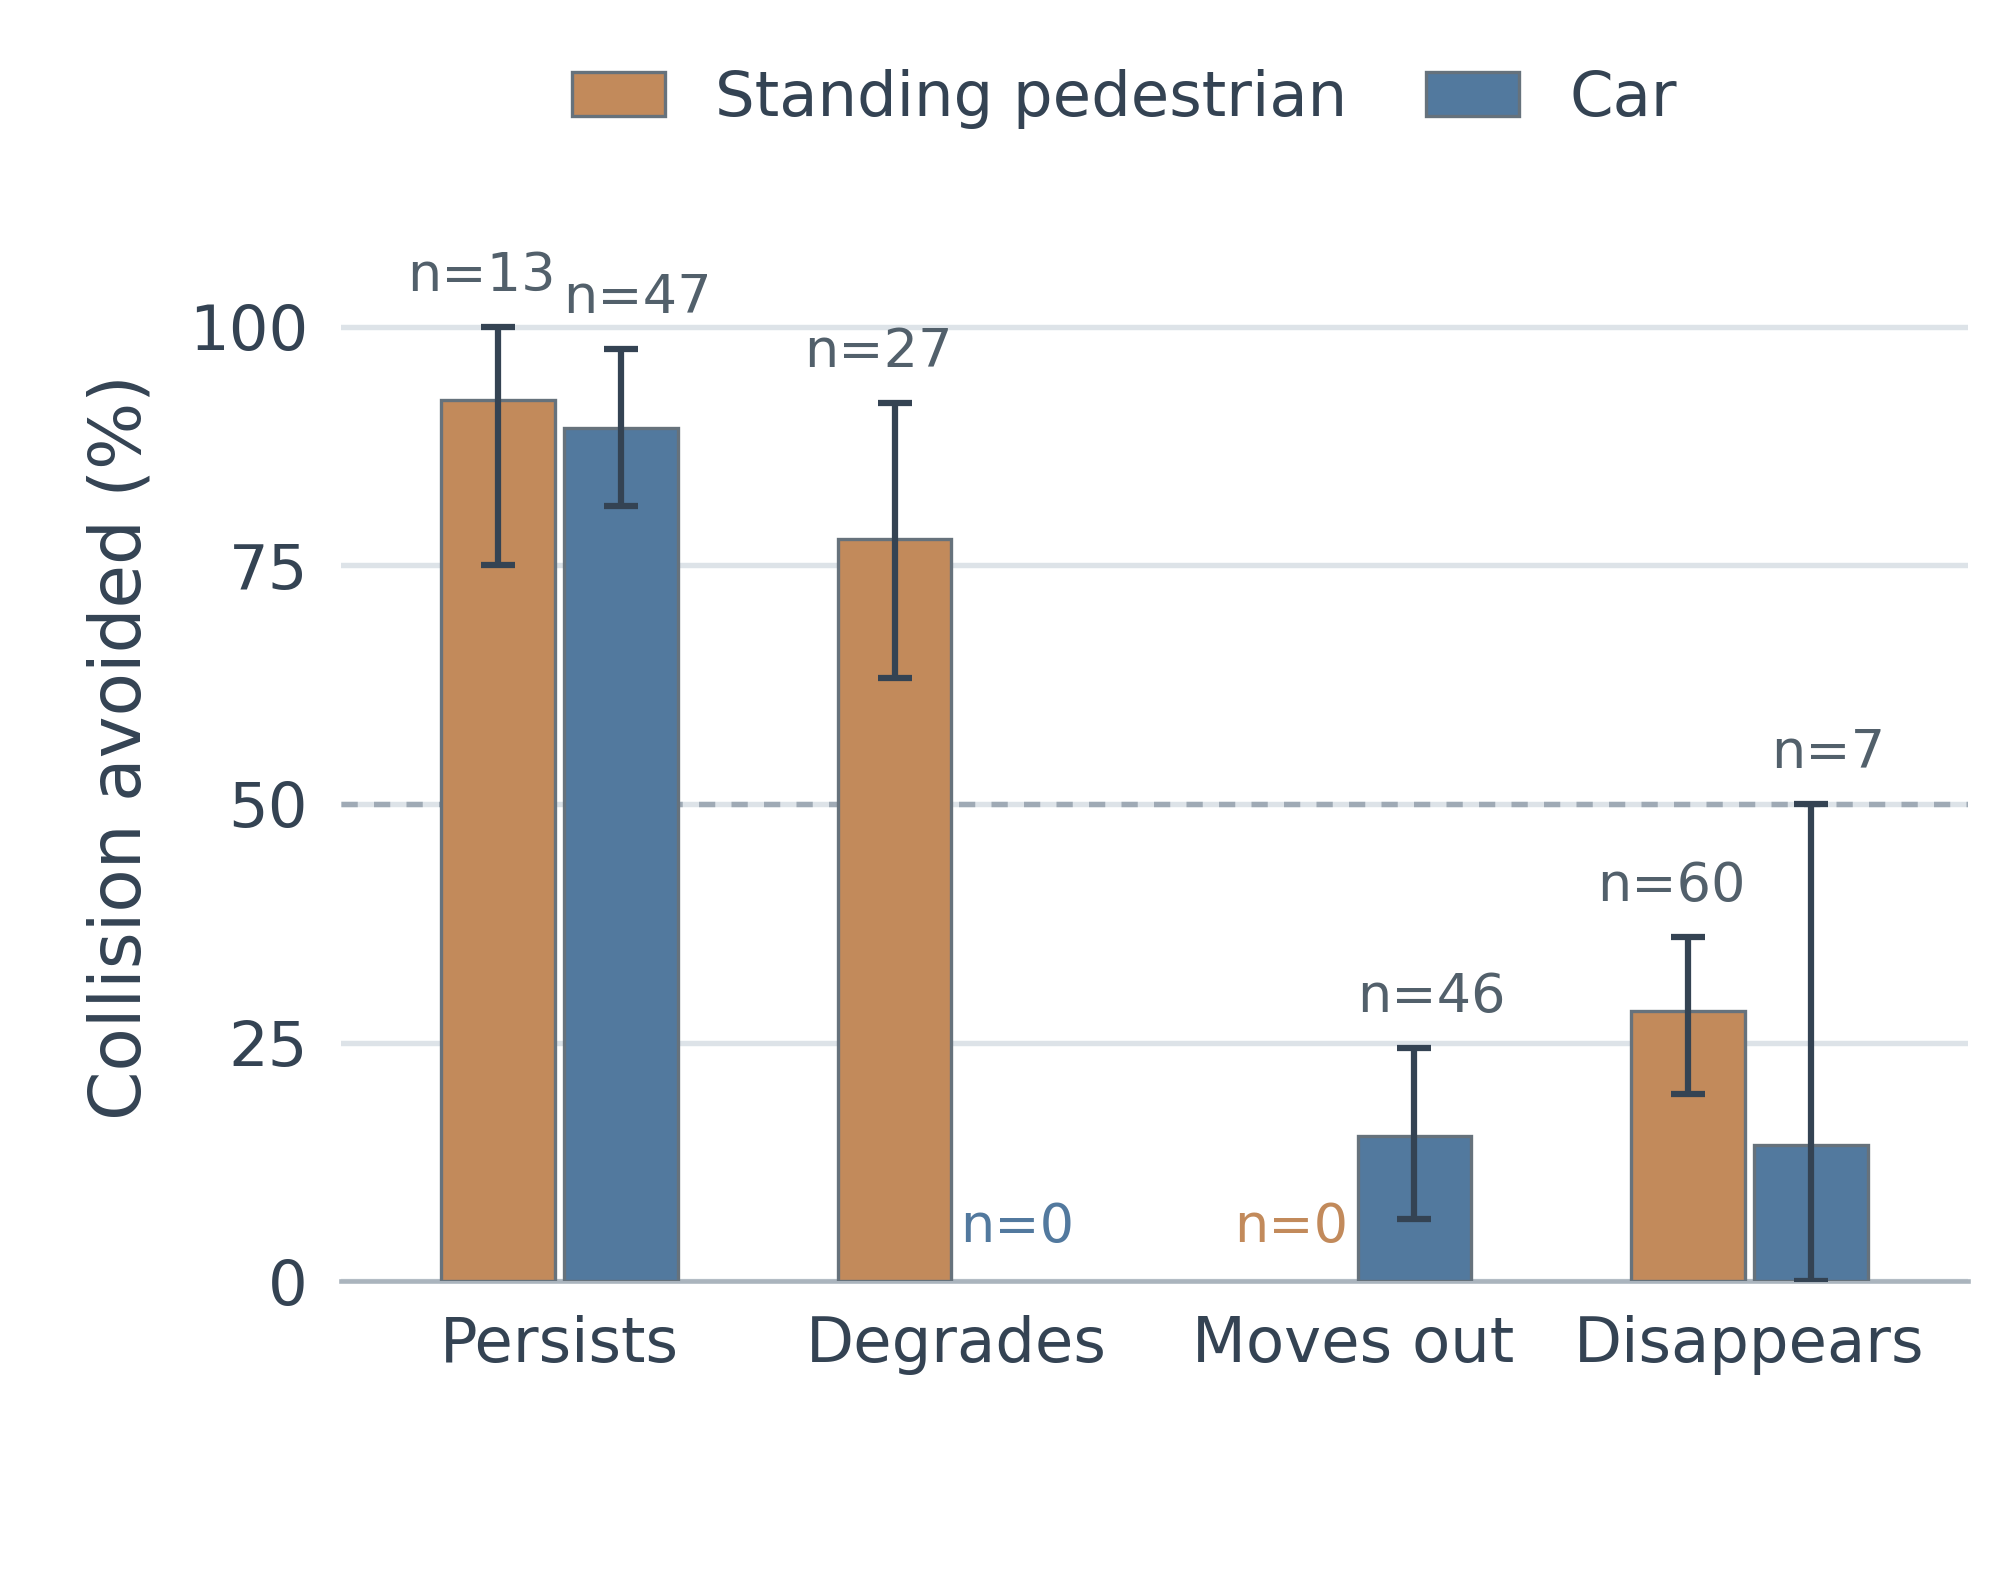 Standing pedestrian
Car
n=13
n=47
n=27
n=0
n=0
n=46
n=60
n=7
Collision avoided (%)
100
75
50
25
0
Persists
Degrades
Moves out
Disappears